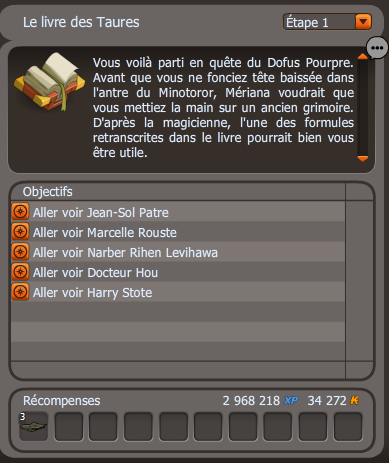 Le livre des Taures
Étape 1
Vous voilà parti en quête du Dofus Pourpre.
Avant que vous ne fonciez tête baissée dans
l'antre du Minotoror, Mériana voudrait que
vous mettiez la main sur un ancien grimoire.
D'après la magicienne, l'une des formules
retranscrites dans le livre pourrait bien vous
être utile.
Objectifs
Aller voir Jean-Sol Patre
Aller voir Marcelle Rouste
Aller voir Narber Rihen Levihawa
Aller voir Docteur Hou
Aller voir Harry Stote
Récompenses 2 968 218 XP 34 272 K
3